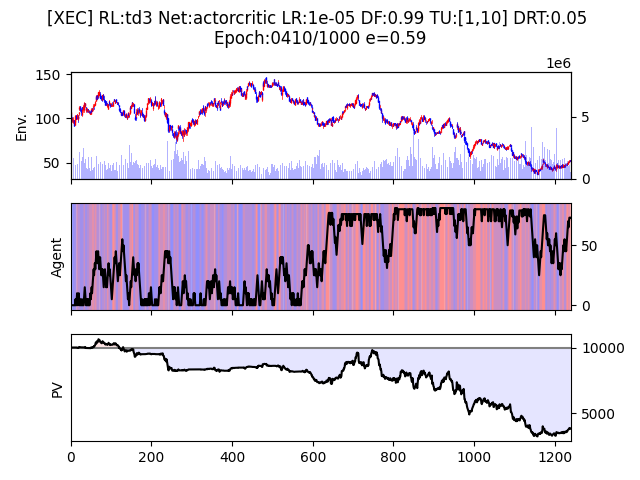 [XEC] RL:td3 Net:actorcritic LR:1e-05 DF:0.99 TU:[1,10] DRT:0.05
Epoch:0410/1000 e=0.59
1e6
150
100
50
Env.
5
0
Agent
50
0
PV
10000
5000
0
200
400
600
800
1000
1200